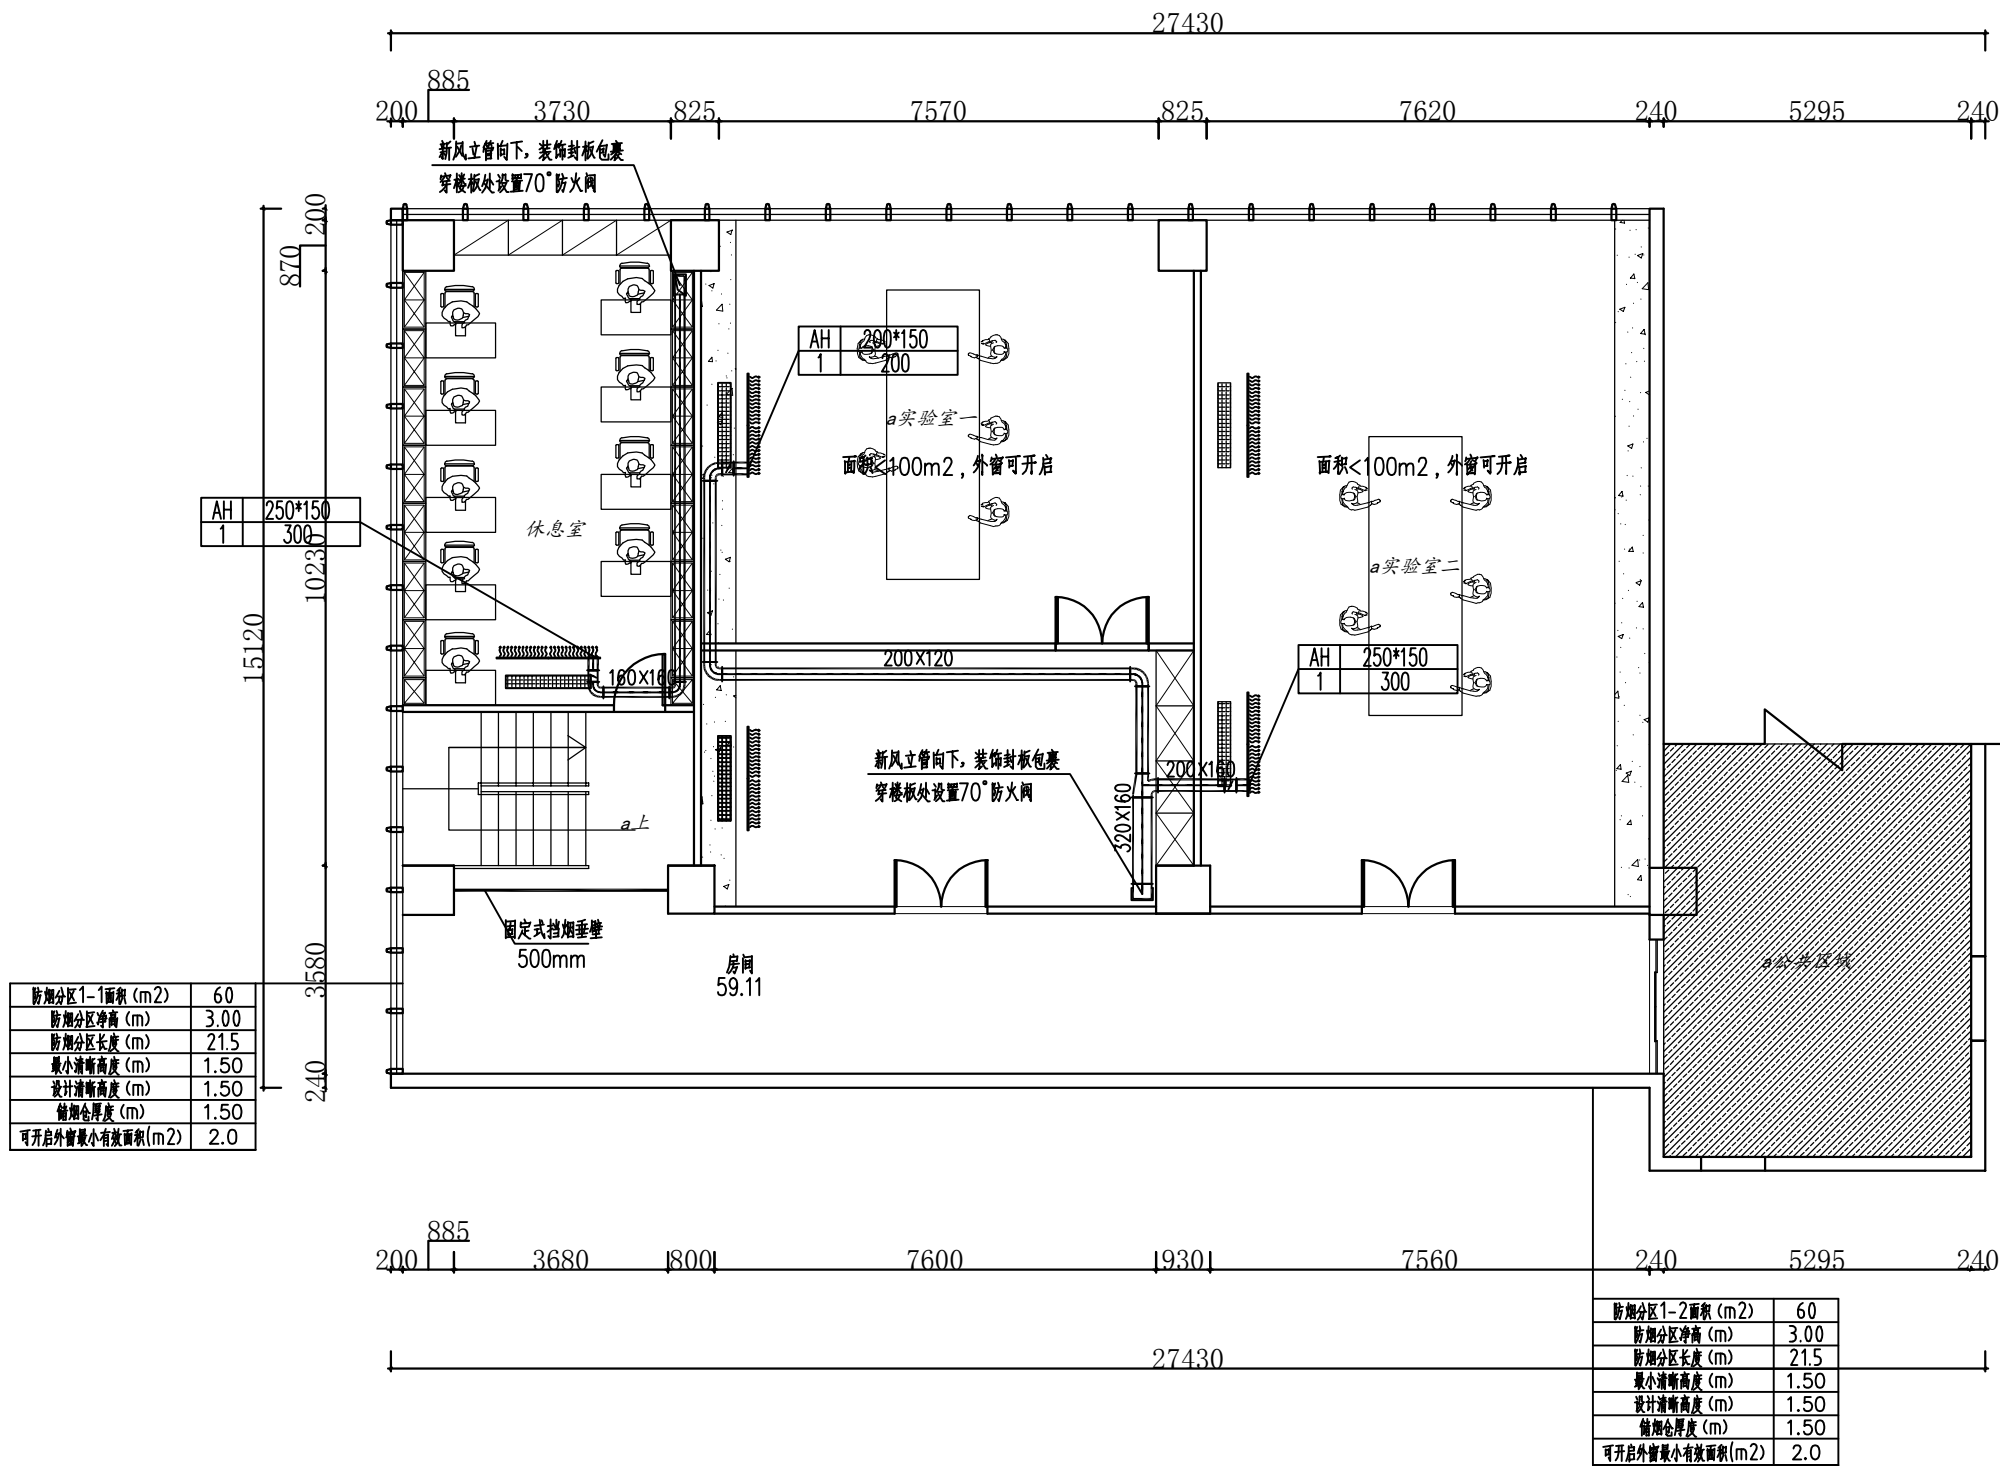 27430
885
200 3730 825 7570 825 7620 240 5295 240
新风立管向下，装饰封板包裹
穿楼板处设置70°防火阀
200
870
10230
15120
3580
240
AH 200*150
1 200
a实验室一
面积<100m2，外窗可开启
面积<100m2，外窗可开启
AH 250*150
1 300
休息室
a实验室二
160X160
200X120
AH 250*150
1 300
新风立管向下，装饰封板包裹
穿楼板处设置70°防火阀
200X160
320X160
a上
固定式挡烟垂壁
500mm
房间
59.11
a公共区域
防烟分区1-1面积(m2) 60
防烟分区净高(m) 3.00
防烟分区长度(m) 21.5
最小清晰高度(m) 1.50
设计清晰高度(m) 1.50
储烟仓厚度(m) 1.50
可开启外窗最小有效面积(m2) 2.0
885
200 3680 800 7600 930 7560 240 5295 240
27430
防烟分区1-2面积(m2) 60
防烟分区净高(m) 3.00
防烟分区长度(m) 21.5
最小清晰高度(m) 1.50
设计清晰高度(m) 1.50
储烟仓厚度(m) 1.50
可开启外窗最小有效面积(m2) 2.0